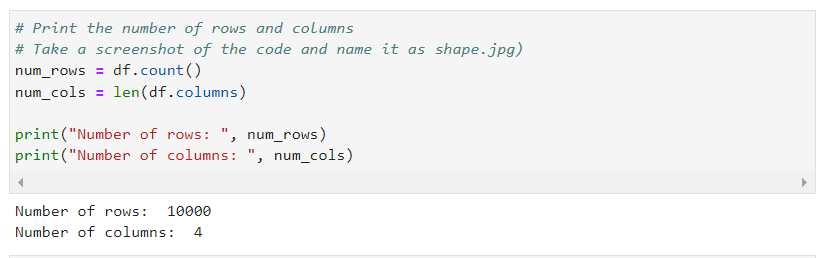 # Print the number of rows and columns
# Take a screenshot of the code and name it as shape.jpg)
num_rows = df.count()
num_cols = len(df.columns)
print("Number of rows: ", num_rows)
print("Number of columns: ", num_cols)
Number of rows:  10000
Number of columns:  4